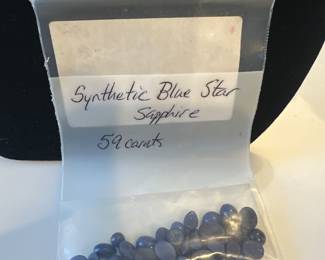 Synthetic Blue Star
Sapphire
59 carats